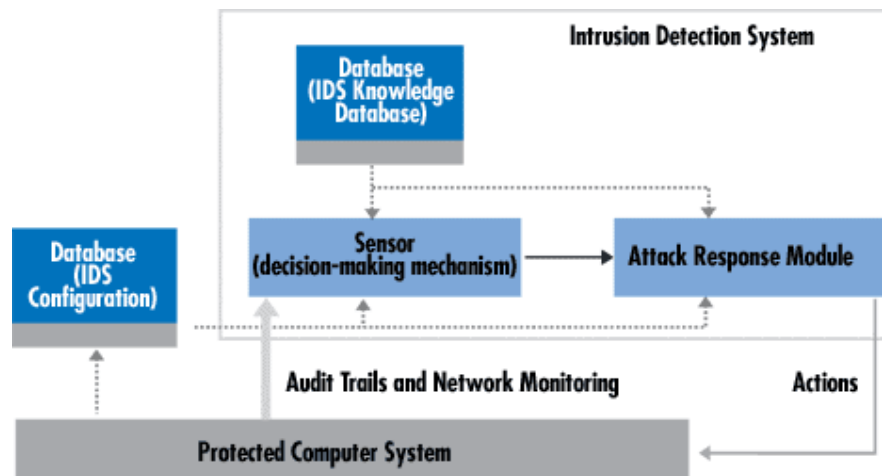 Intrusion Detection System
Database
(IDS Knowledge
Database)
Sensor
(decision-making mechanism)
Attack Response Module
Database
(IDS
Configuration)
Audit Trails and Network Monitoring
Actions
Protected Computer System